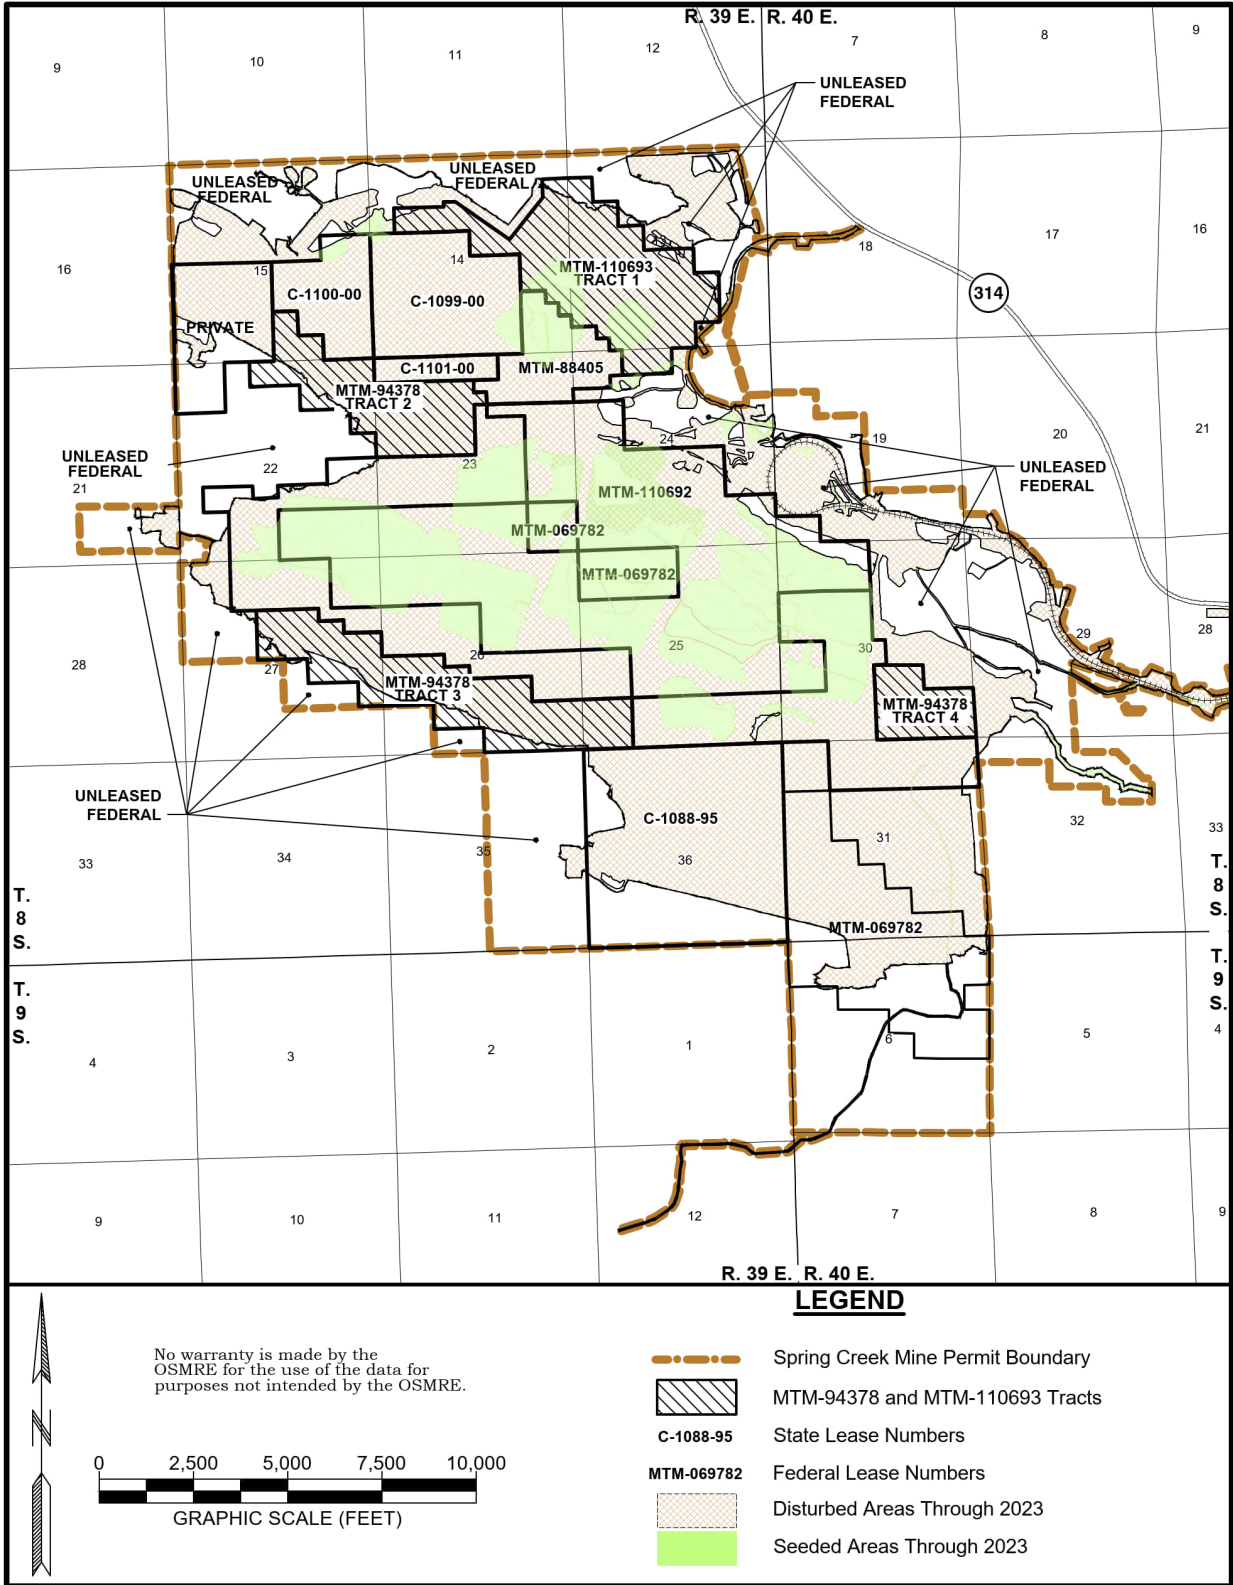 R. 39 E. R. 40 E.
9
10
11
12
7
8
9
UNLEASED
FEDERAL
UNLEASED
FEDERAL
UNLEASED
FEDERAL
16
15
14
MTM-110693
TRACT 1
18
17
16
C-1100-00
C-1099-00
314
PRIVATE
C-1101-00
MTM-88405
MTM-94378
TRACT 2
UNLEASED
FEDERAL
21
22
23
24
19
20
21
UNLEASED
FEDERAL
MTM-110692
MTM-069782
MTM-069782
28
27
26
25
30
29
28
MTM-94378
TRACT 3
MTM-94378
TRACT 4
UNLEASED
FEDERAL
C-1088-95
33
34
35
36
31
32
33
MTM-069782
T.
8
S.
T.
8
S.
T.
9
S.
T.
9
S.
4
3
2
1
6
5
4
9
10
11
12
7
8
9
R. 39 E. R. 40 E.
LEGEND
No warranty is made by the
OSMRE for the use of the data for
purposes not intended by the OSMRE.
N
0 2,500 5,000 7,500 10,000
GRAPHIC SCALE (FEET)
Spring Creek Mine Permit Boundary
MTM-94378 and MTM-110693 Tracts
C-1088-95 State Lease Numbers
MTM-069782 Federal Lease Numbers
Disturbed Areas Through 2023
Seeded Areas Through 2023